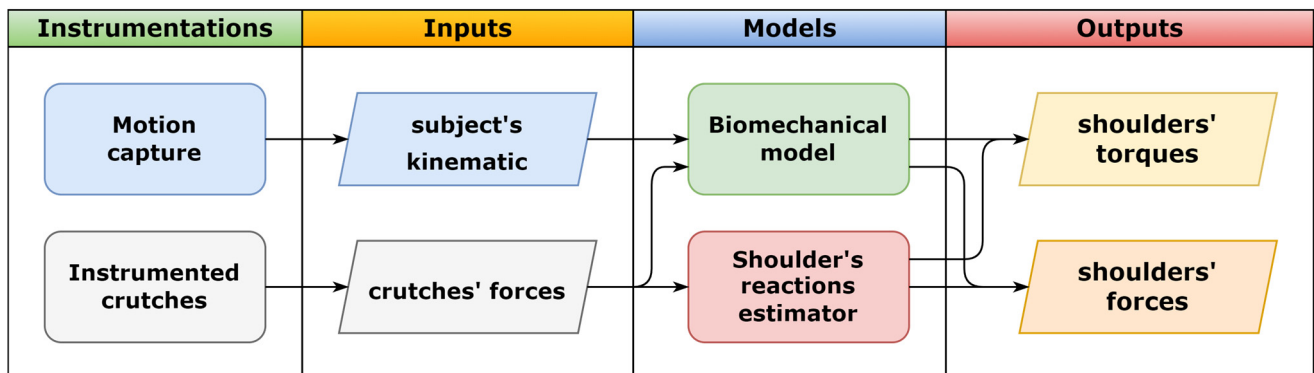 Instrumentations
Inputs
Models
Outputs
Motion
capture
subject's
kinematic
Biomechanical
model
shoulders'
torques
Instrumented
crutches
crutches' forces
Shoulder's
reactions
estimator
shoulders'
forces